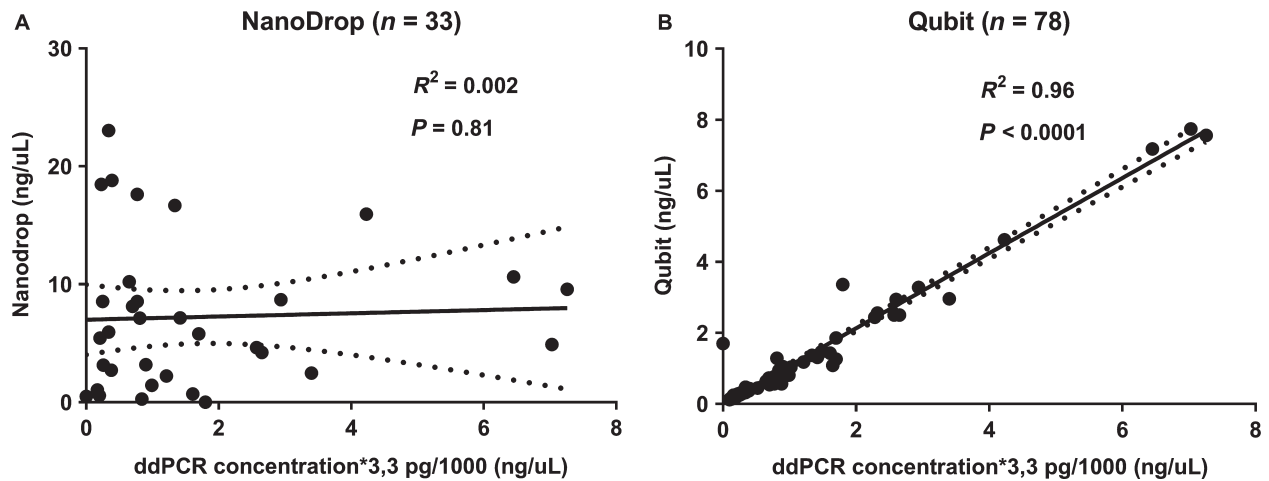 A
NanoDrop (n = 33)
R² = 0.002
P = 0.81
Nanodrop (ng/uL)
30
20
10
0
0 2 4 6 8
ddPCR concentration*3,3 pg/1000 (ng/uL)
B
Qubit (n = 78)
R² = 0.96
P < 0.0001
Qubit (ng/uL)
10
8
6
4
2
0
0 2 4 6 8
ddPCR concentration*3,3 pg/1000 (ng/uL)